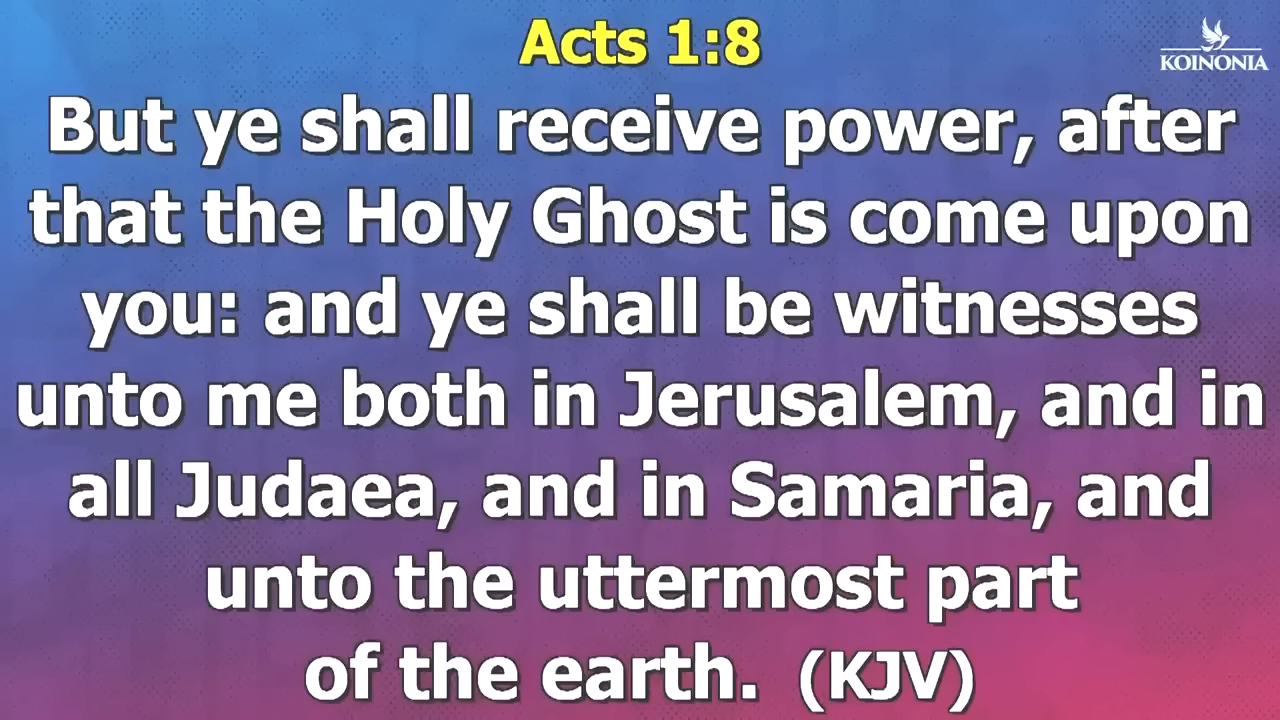 Acts 1:8
KOINONIA
But ye shall receive power, after
that the Holy Ghost is come upon
you: and ye shall be witnesses
unto me both in Jerusalem, and in
all Judaea, and in Samaria, and
unto the uttermost part
of the earth. (KJV)